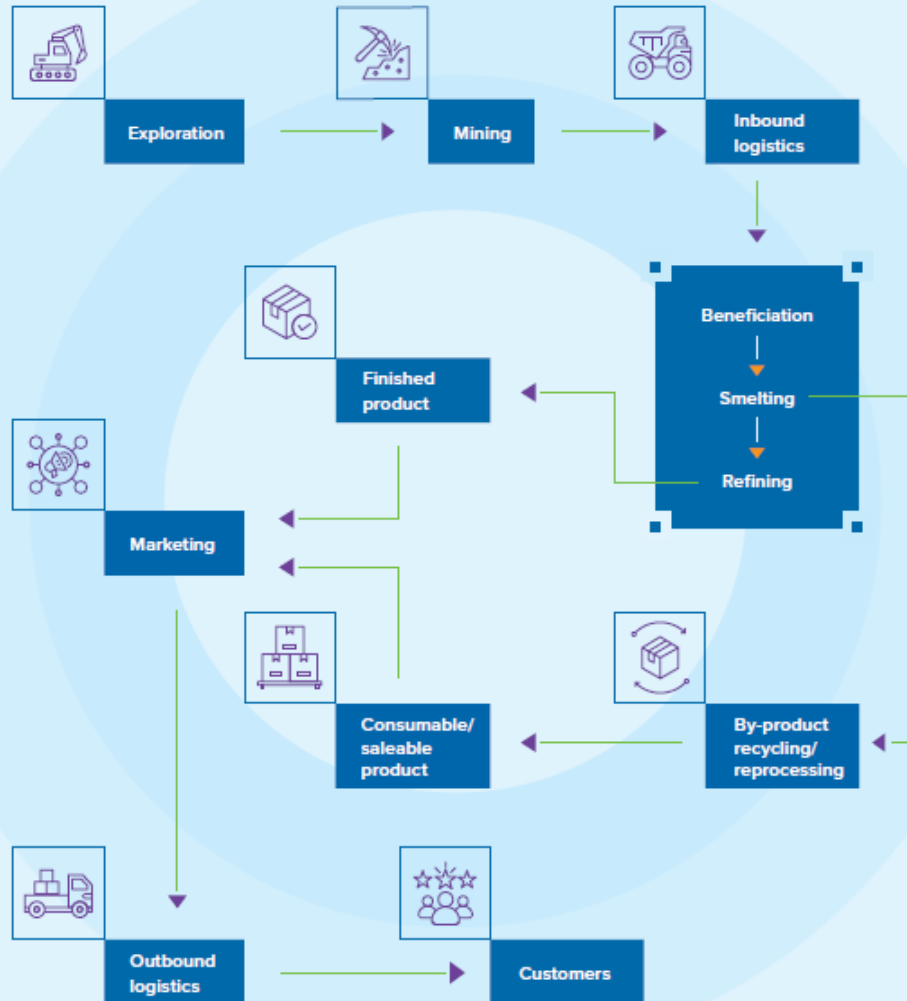 Exploration
Mining
Inbound
logistics
Beneficiation
Smelting
Refining
Finished
product
Marketing
Consumable/
saleable
product
By-product
recycling/
reprocessing
Outbound
logistics
Customers